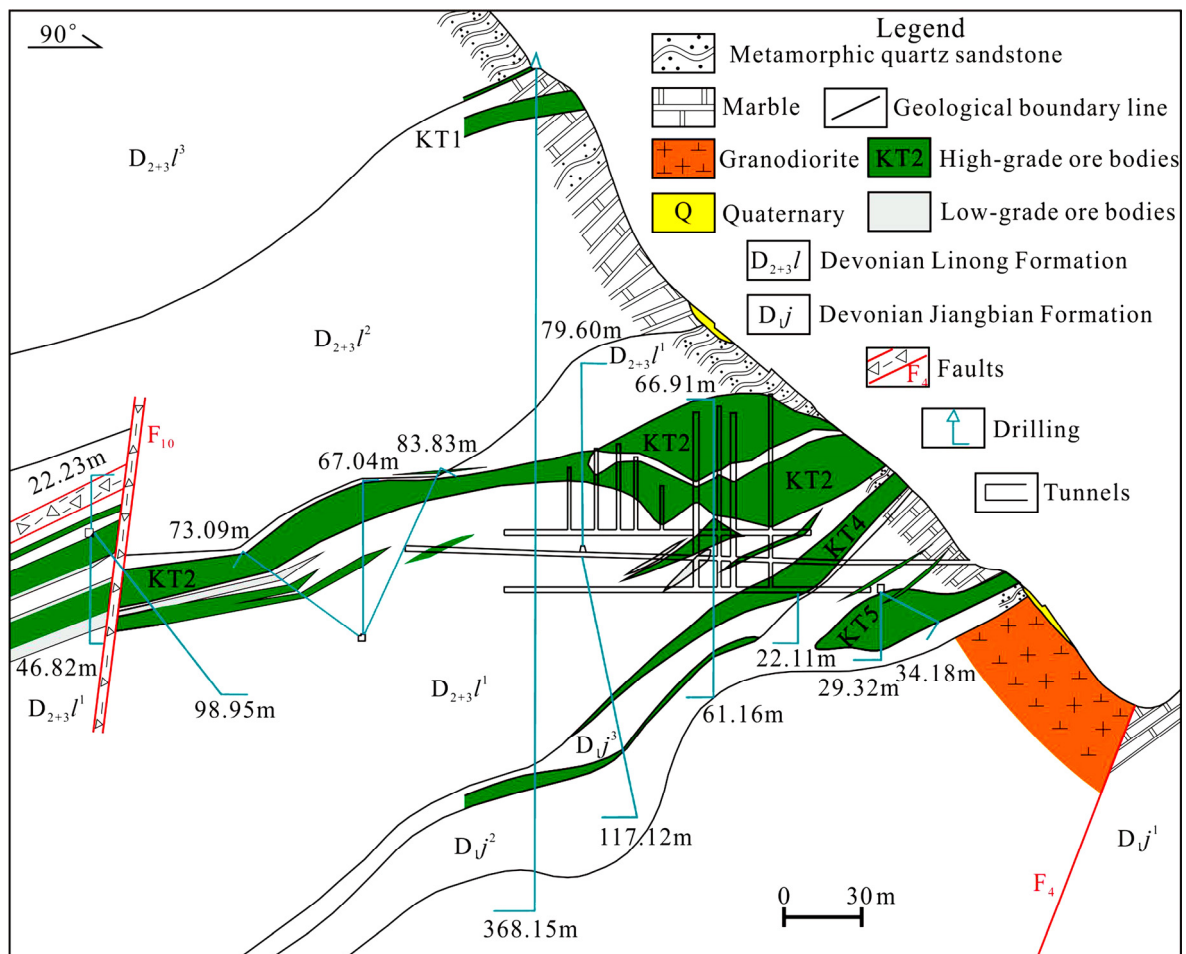 90°
Legend
Metamorphic quartz sandstone
Marble
Geological boundary line
Granodiorite
KT2
High-grade ore bodies
Q
Quaternary
Low-grade ore bodies
D₂₊₃l
Devonian Linong Formation
D₁j
Devonian Jiangbian Formation
F₄
Faults
Drilling
Tunnels
KT1
D₂₊₃l³
D₂₊₃l²
79.60m
D₂₊₃l¹
66.91m
F₁₀
22.23m
67.04m
83.83m
KT2
KT2
73.09m
KT2
KT4
KT5
46.82m
22.11m
29.32m
34.18m
D₂₊₃l¹
98.95m
D₂₊₃l¹
61.16m
D₁j³
117.12m
D₁j²
D₁j¹
F₄
0 30m
368.15m